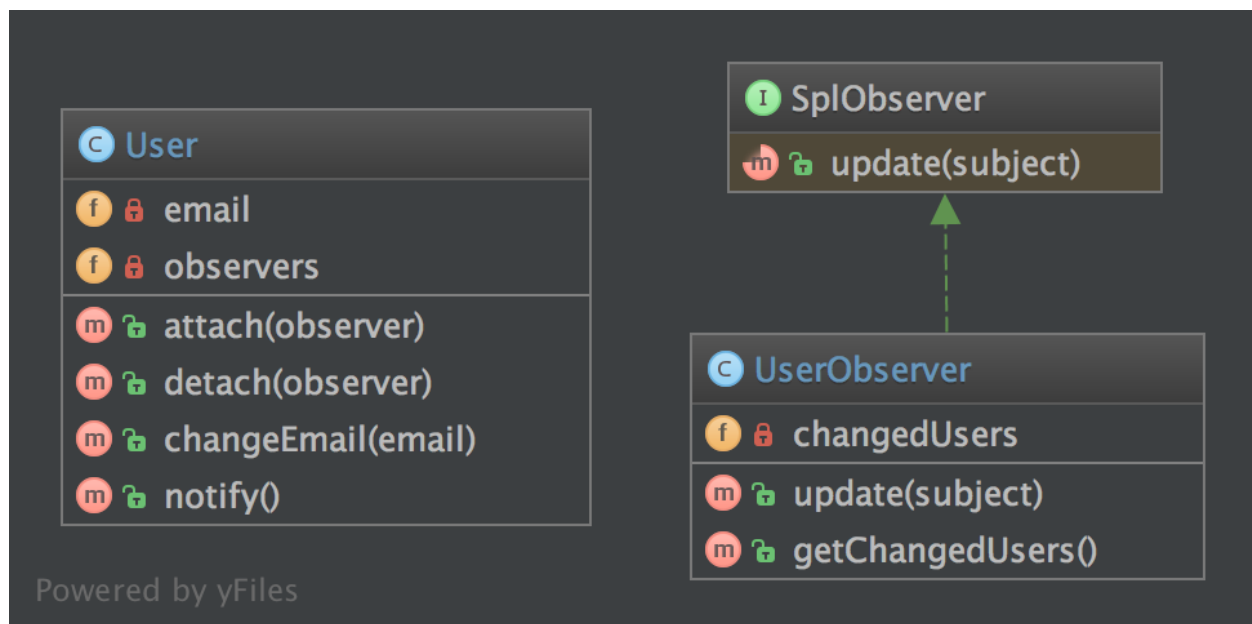 C User
f email
f observers
m attach(observer)
m detach(observer)
m changeEmail(email)
m notify()
I SplObserver
m update(subject)
C UserObserver
f changedUsers
m update(subject)
m getChangedUsers()
Powered by yFiles